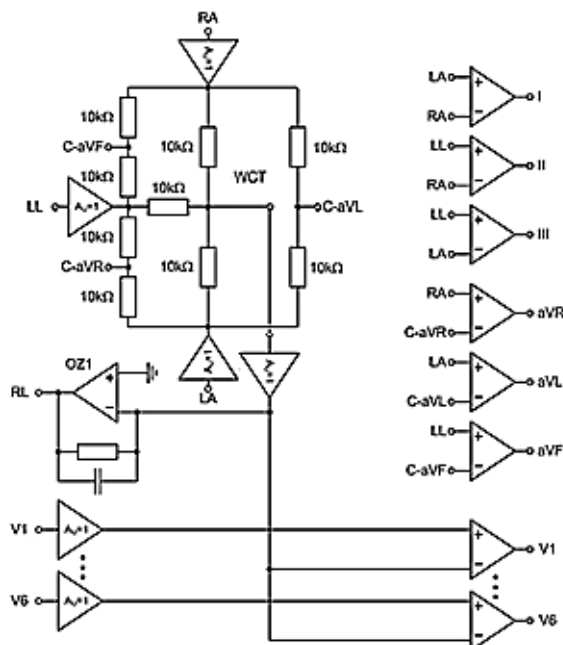 RA
Aᵥ=1
10kΩ
C-aVF
10kΩ
10kΩ
10kΩ
LL
Aᵥ=1
10kΩ
WCT
C-aVL
10kΩ
C-aVR
10kΩ
10kΩ
10kΩ
Aᵥ=1
LA
Aᵥ=1
OZ1
RL
+
−
V1
Aᵥ=1
V6
Aᵥ=1
LA
+
I
RA
−
LL
+
II
RA
−
LL
+
III
LA
−
RA
+
aVR
C-aVR
−
LA
+
aVL
C-aVL
−
LL
+
aVF
C-aVF
−
+
V1
−
+
V6
−